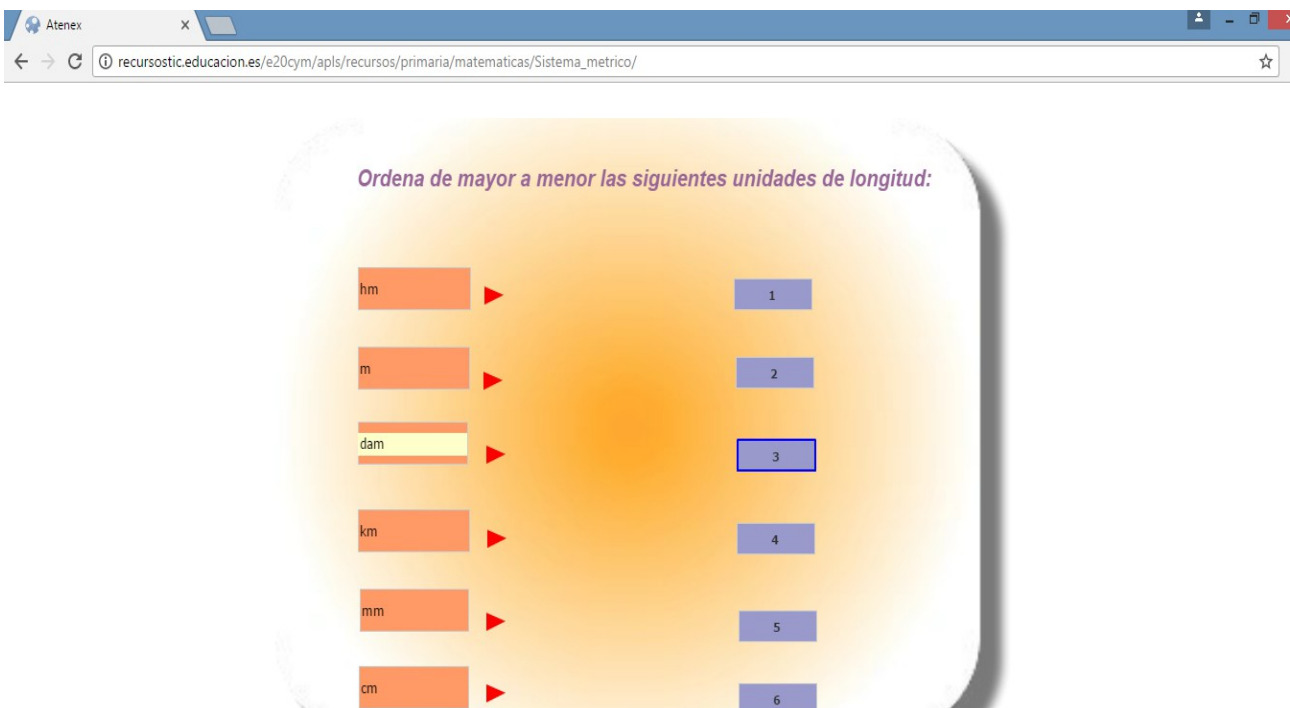 Atenex
recursostic.educacion.es/e20cym/apls/recursos/primaria/matematicas/Sistema_metrico/
Ordena de mayor a menor las siguientes unidades de longitud:
hm
1
m
2
dam
3
km
4
mm
5
cm
6